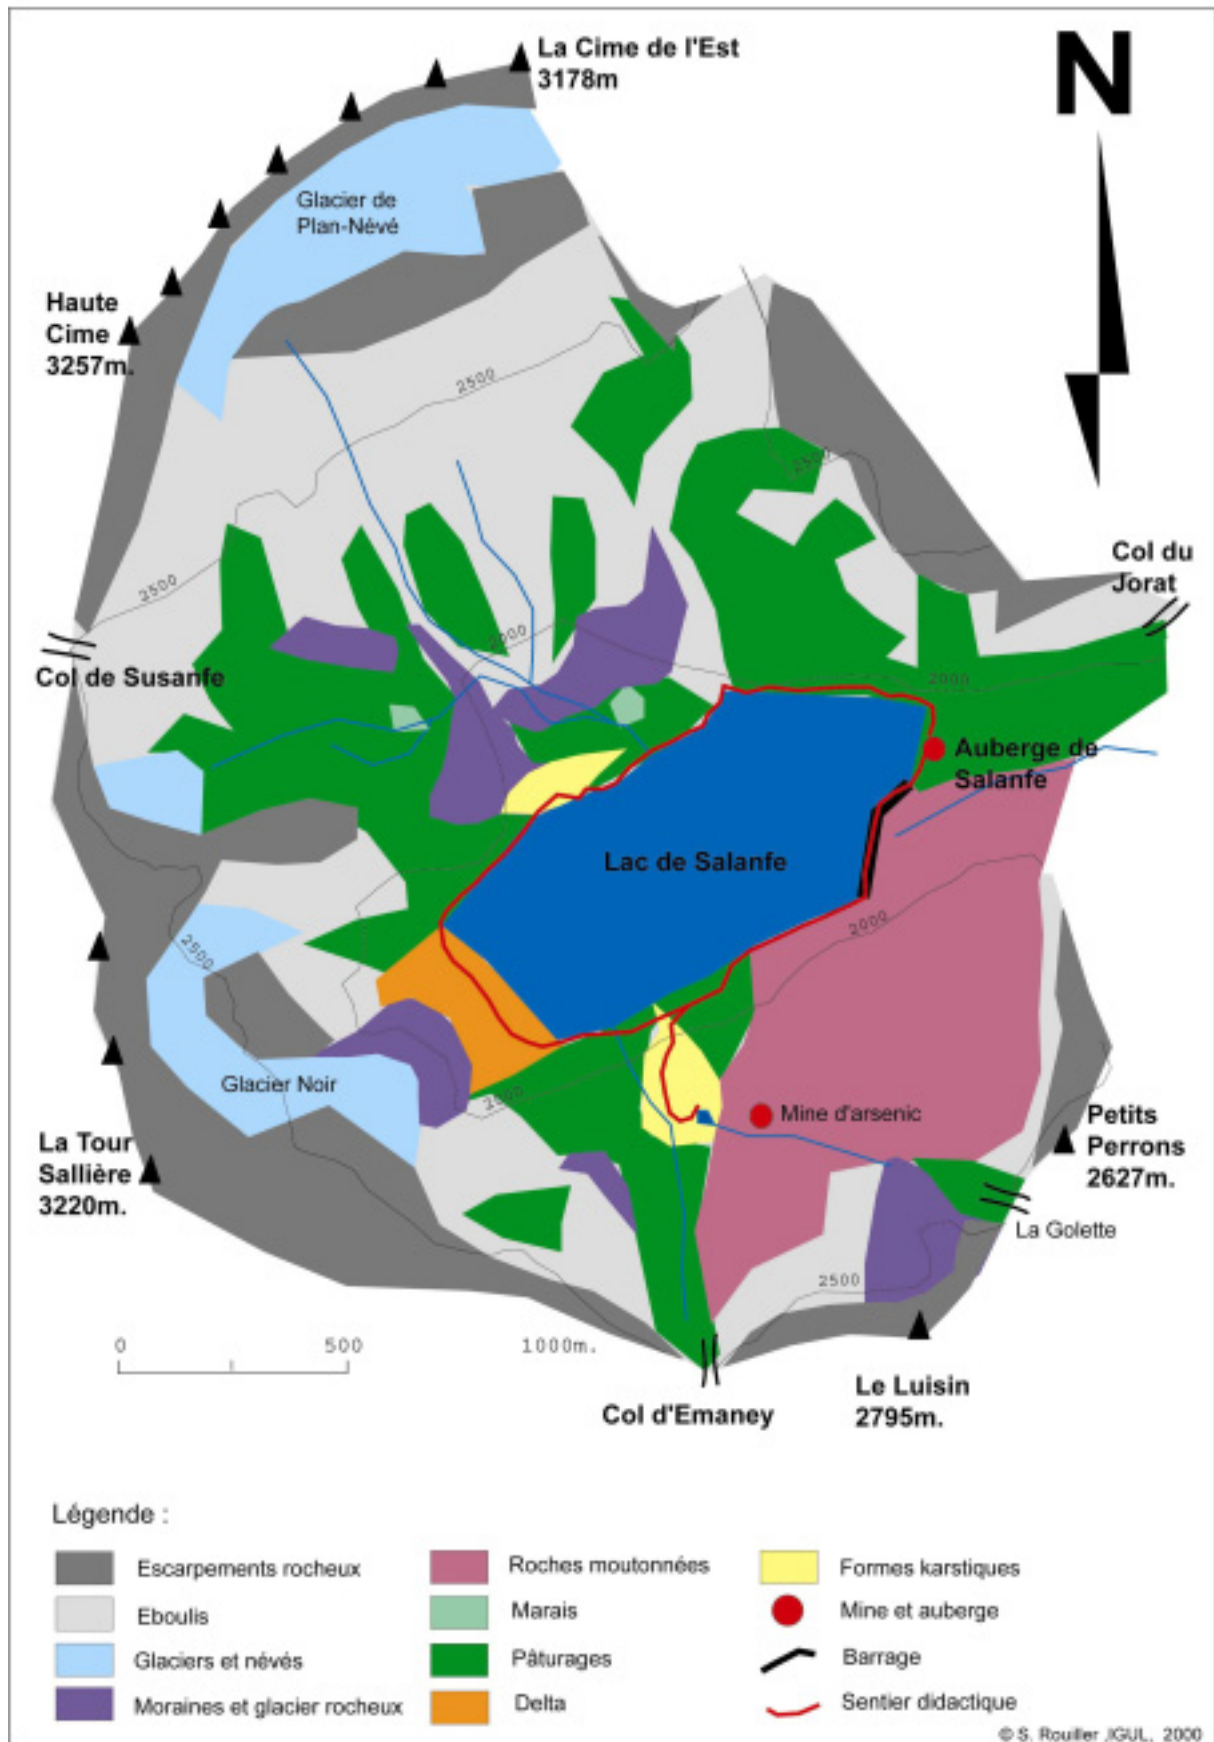 La Cime de l'Est
3178m
N
Glacier de
Plan-Névé
Haute
Cime
3257m.
2500
2500
2500
Col du
Jorat
2000
Col de Susanfe
2000
Auberge de
Salanfe
Lac de Salanfe
2000
2500
Glacier Noir
2500
Mine d'arsenic
Petits
Perrons
2627m.
La Tour
Sallière
3220m.
La Golette
2500
0 500 1000m.
Le Luisin
2795m.
Col d'Emaney
Légende :
Escarpements rocheux
Roches moutonnées
Formes karstiques
Eboulis
Marais
Mine et auberge
Glaciers et névés
Pâturages
Barrage
Moraines et glacier rocheux
Delta
Sentier didactique
© S. Rouiller ,IGUL, 2000